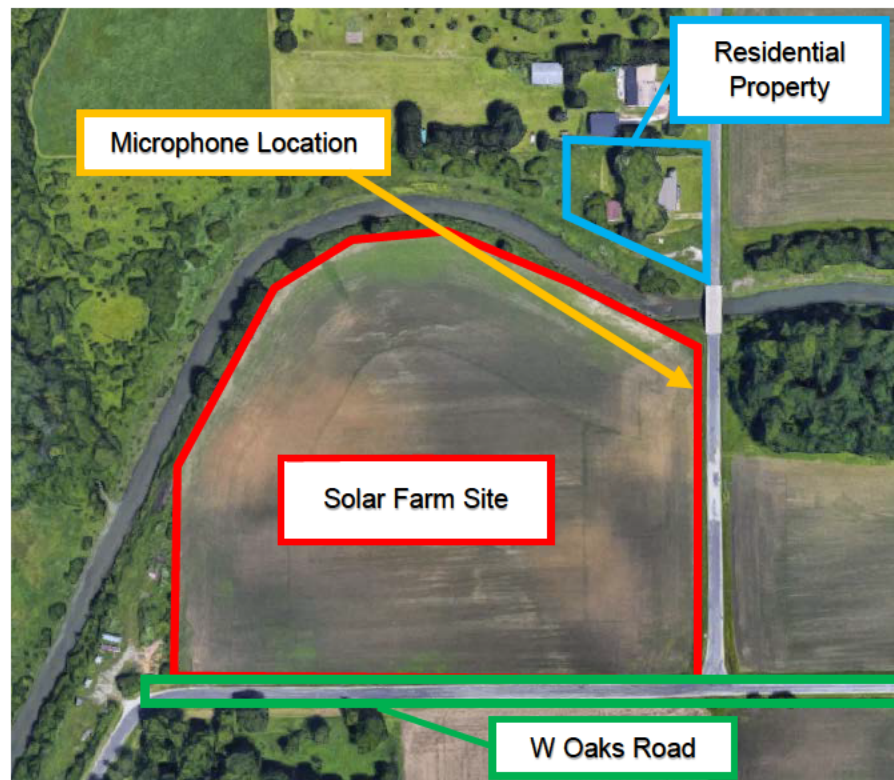 Residential
Property
Microphone Location
Solar Farm Site
W Oaks Road